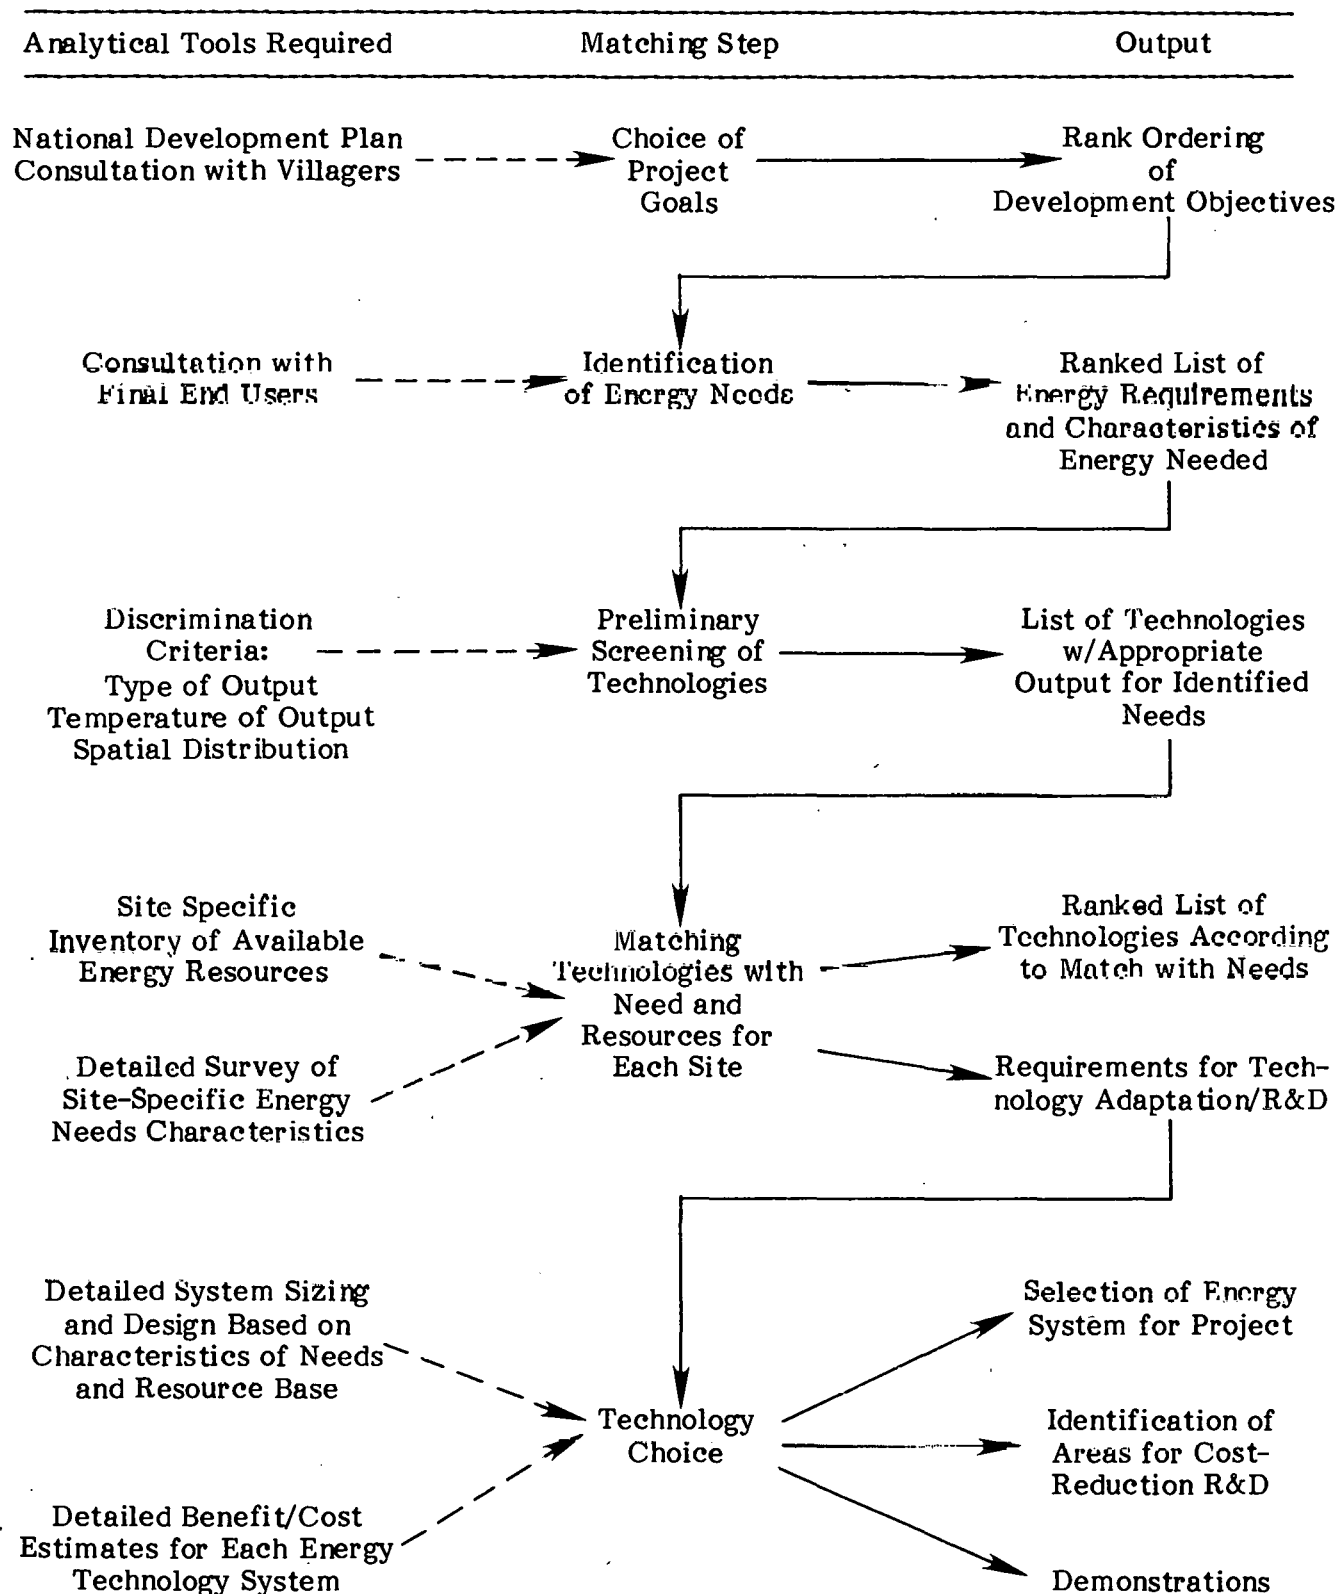 Analytical Tools Required
Matching Step
Output
National Development Plan
Consultation with Villagers
Choice of
Project
Goals
Rank Ordering
of
Development Objectives
Consultation with
Final End Users
Identification
of Energy Needs
Ranked List of
Energy Requirements
and Characteristics of
Energy Needed
Discrimination
Criteria:
Type of Output
Temperature of Output
Spatial Distribution
Preliminary
Screening of
Technologies
List of Technologies
w/Appropriate
Output for Identified
Needs
Site Specific
Inventory of Available
Energy Resources
Detailed Survey of
Site-Specific Energy
Needs Characteristics
Matching
Technologies with
Need and
Resources for
Each Site
Ranked List of
Technologies According
to Match with Needs
Requirements for Tech-
nology Adaptation/R&D
Detailed System Sizing
and Design Based on
Characteristics of Needs
and Resource Base
Detailed Benefit/Cost
Estimates for Each Energy
Technology System
Technology
Choice
Selection of Energy
System for Project
Identification of
Areas for Cost-
Reduction R&D
Demonstrations